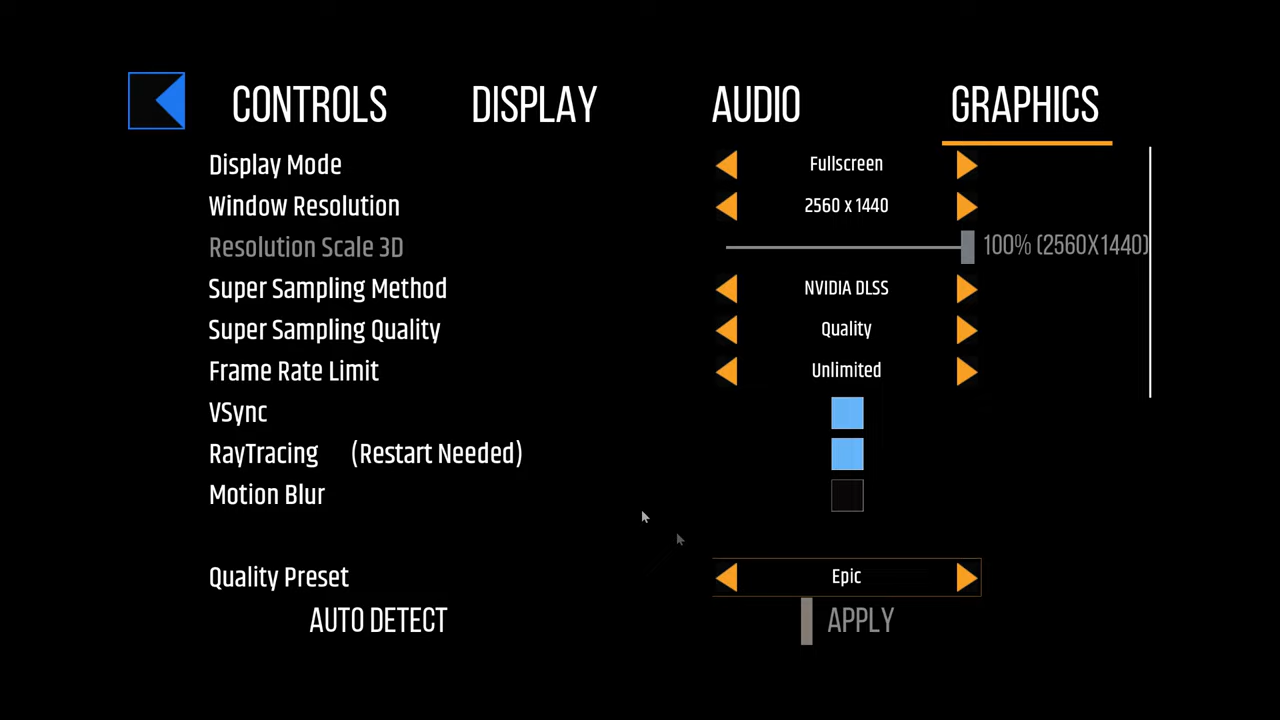 CONTROLS DISPLAY AUDIO GRAPHICS
Display Mode Fullscreen
Window Resolution 2560 x 1440
Resolution Scale 3D 100% (2560X1440)
Super Sampling Method NVIDIA DLSS
Super Sampling Quality Quality
Frame Rate Limit Unlimited
VSync
RayTracing (Restart Needed)
Motion Blur
Quality Preset Epic
AUTO DETECT APPLY